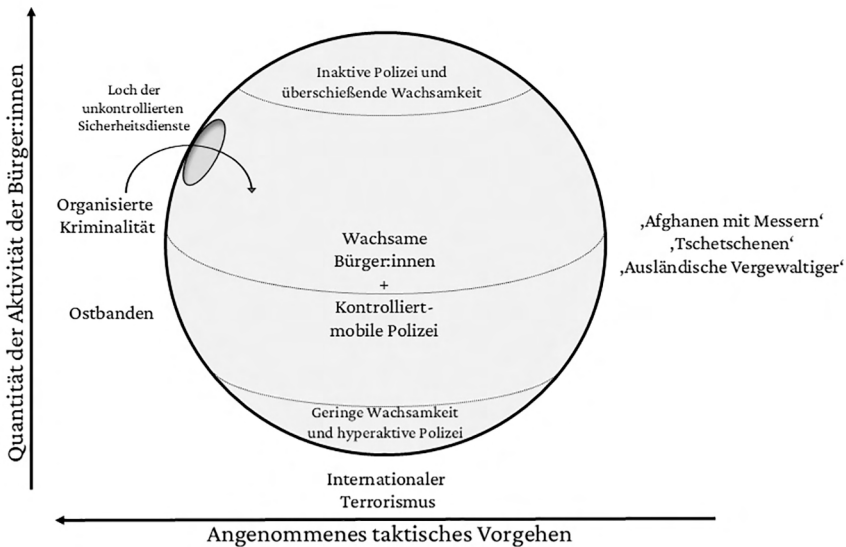 Quantität der Aktivität der Bürger:innen
Inaktive Polizei und
überschießende Wachsamkeit
Loch der
unkontrollierten
Sicherheitsdienste
Organisierte
Kriminalität
Wachsame
Bürger:innen
+
Kontrolliert-
mobile Polizei
‚Afghanen mit Messern‘
‚Tschetschenen‘
‚Ausländische Vergewaltiger‘
Ostbanden
Geringe Wachsamkeit
und hyperaktive Polizei
Internationaler
Terrorismus
Angenommenes taktisches Vorgehen